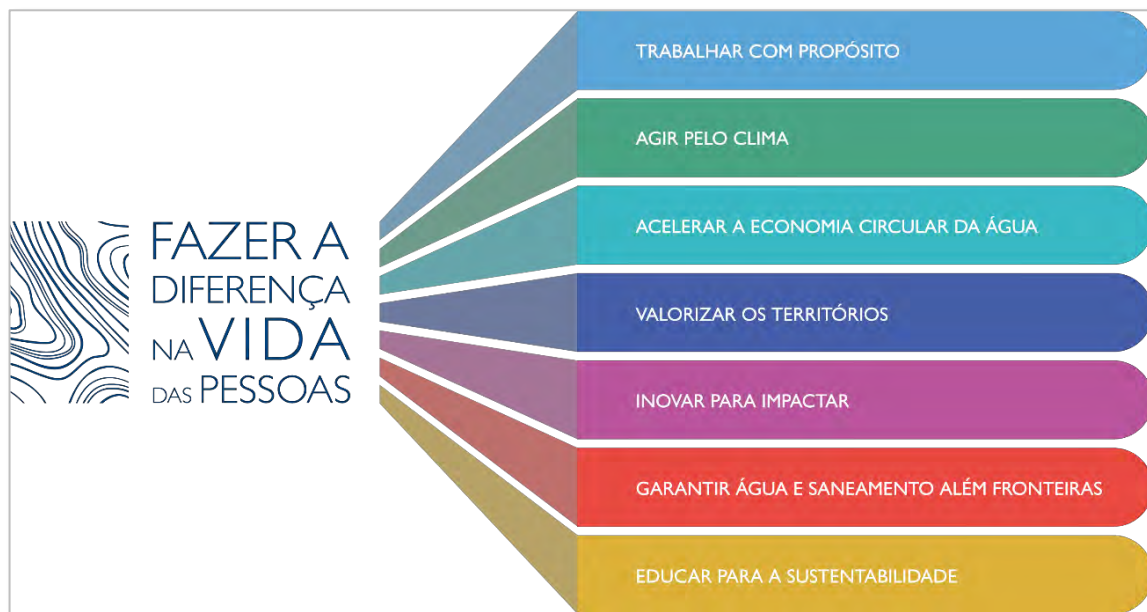 FAZER A
DIFERENÇA
NA VIDA
DAS PESSOAS
TRABALHAR COM PROPÓSITO
AGIR PELO CLIMA
ACELERAR A ECONOMIA CIRCULAR DA ÁGUA
VALORIZAR OS TERRITÓRIOS
INOVAR PARA IMPACTAR
GARANTIR ÁGUA E SANEAMENTO ALÉM FRONTEIRAS
EDUCAR PARA A SUSTENTABILIDADE